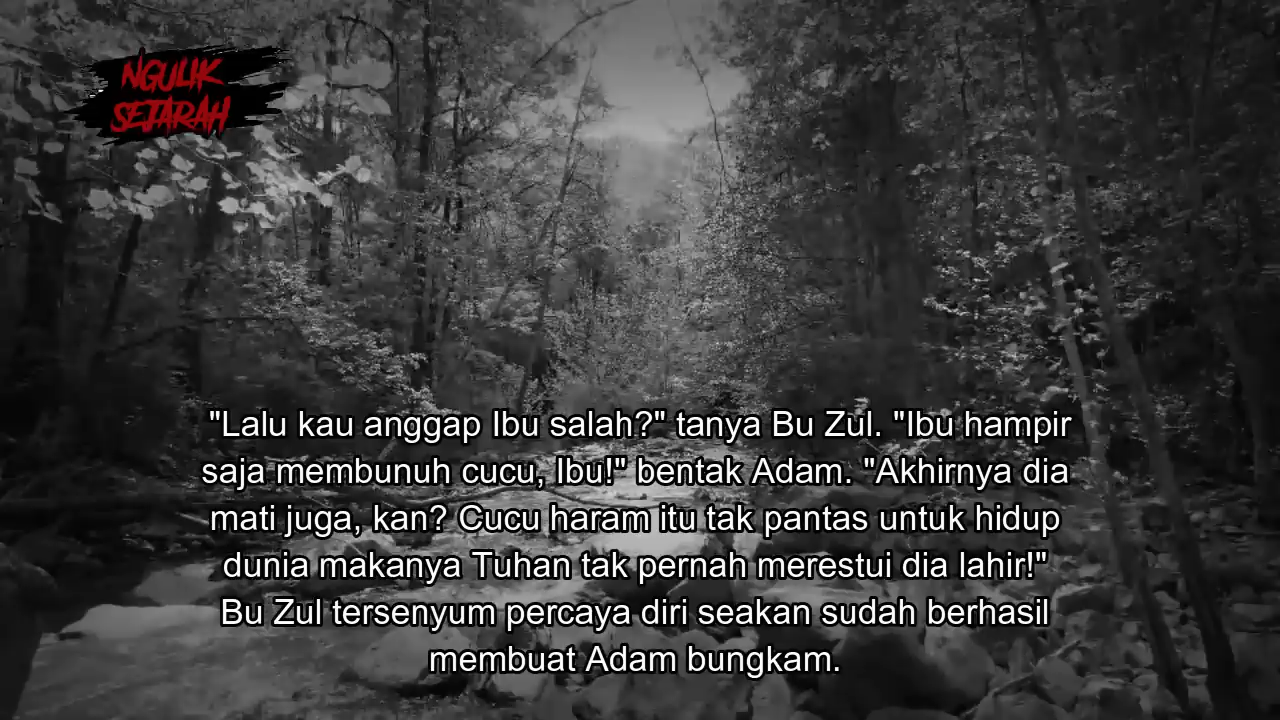 NGULIK
SEJARAH
"Lalu kau anggap Ibu salah?" tanya Bu Zul. "Ibu hampir
saja membunuh cucu, Ibu!" bentak Adam. "Akhirnya dia
mati juga, kan? Cucu haram itu tak pantas untuk hidup
dunia makanya Tuhan tak pernah merestui dia lahir!"
Bu Zul tersenyum percaya diri seakan sudah berhasil
membuat Adam bungkam.